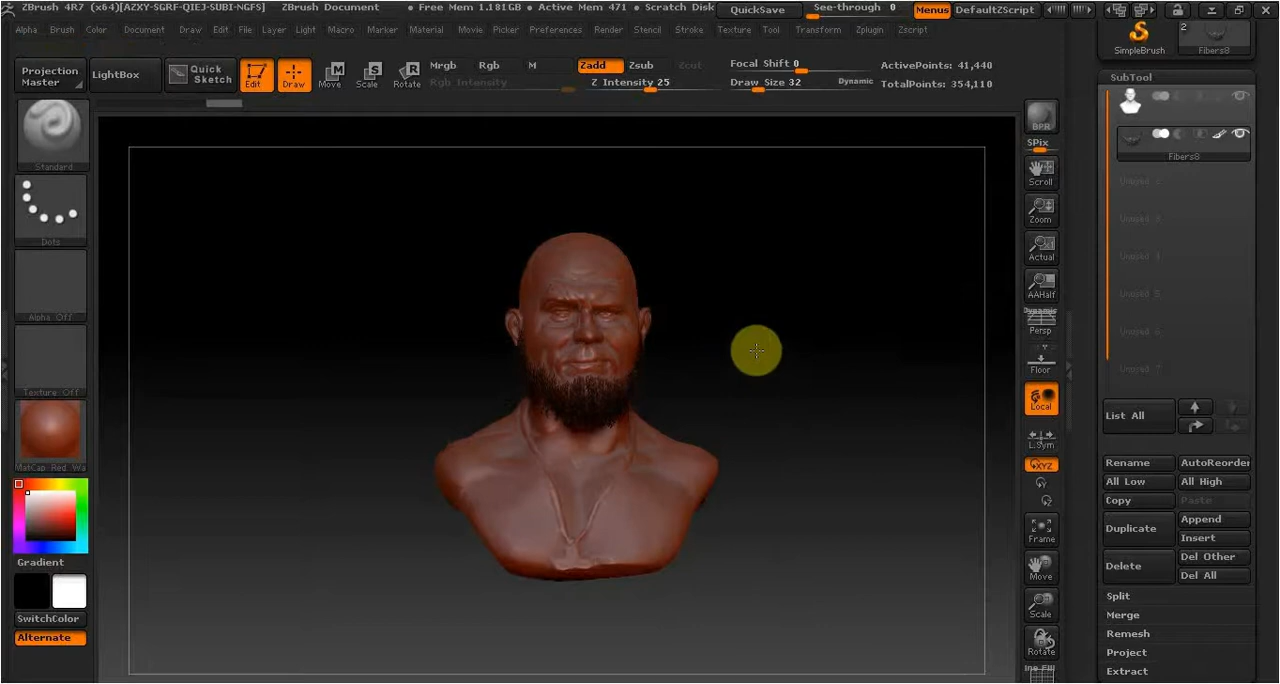 ZBrush 4R7 (x64)[AZXY-SGRF-QIEJ-SUBI-NGFS] ZBrush Document • Free Mem 1.181GB • Active Mem 471 • Scratch Disk QuickSave See-through 0 Menus DefaultZScript
Alpha Brush Color Document Draw Edit File Layer Light Macro Marker Material Movie Picker Preferences Render Stencil Stroke Texture Tool Transform Zplugin Zscript
SimpleBrush
2
Fibers8
Projection Master
LightBox
Quick Sketch
Edit
Draw
Move
Scale
Rotate
Mrgb Rgb M
Rgb Intensity
Zadd Zsub Zcut
Z Intensity 25
Focal Shift 0
Draw Size 32
Dynamic
ActivePoints: 41,440
TotalPoints: 354,110
Standard
Dots
Alpha Off
Texture Off
MatCap Red Wa
Gradient
SwitchColor
Alternate
BPR
SPix
Scroll
Zoom
Actual
AAHalf
Dynamic
Persp
Floor
Local
L.Sym
XYZ
Frame
Move
Scale
Rotate
SubTool
Fibers8
List All
Rename AutoReorder
All Low All High
Copy Paste
Duplicate
Append
Insert
Delete
Del Other
Del All
Split
Merge
Remesh
Project
Extract